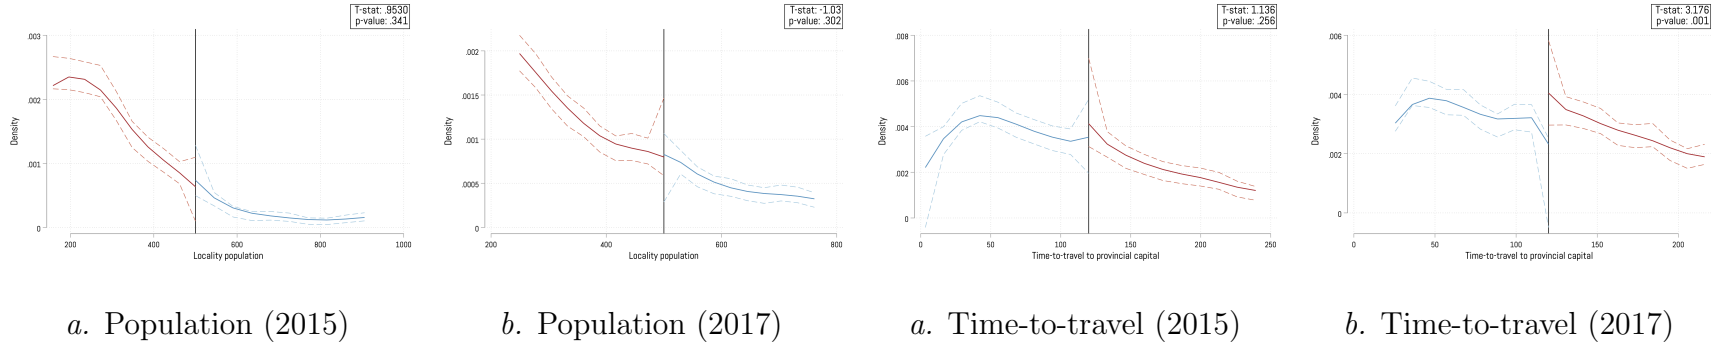 T-stat: .9530
p-value: .341
.003
.002
.001
0
Density
200 400 600 800 1000
Locality population
a. Population (2015)
T-stat: -1.03
p-value: .302
.002
.0015
.001
.0005
0
Density
200 400 600 800
Locality population
b. Population (2017)
T-stat: 1.136
p-value: .256
.008
.006
.004
.002
0
Density
0 50 100 150 200 250
Time-to-travel to provincial capital
a. Time-to-travel (2015)
T-stat: 3.176
p-value: .001
.006
.004
.002
0
Density
0 50 100 150 200
Time-to-travel to provincial capital
b. Time-to-travel (2017)